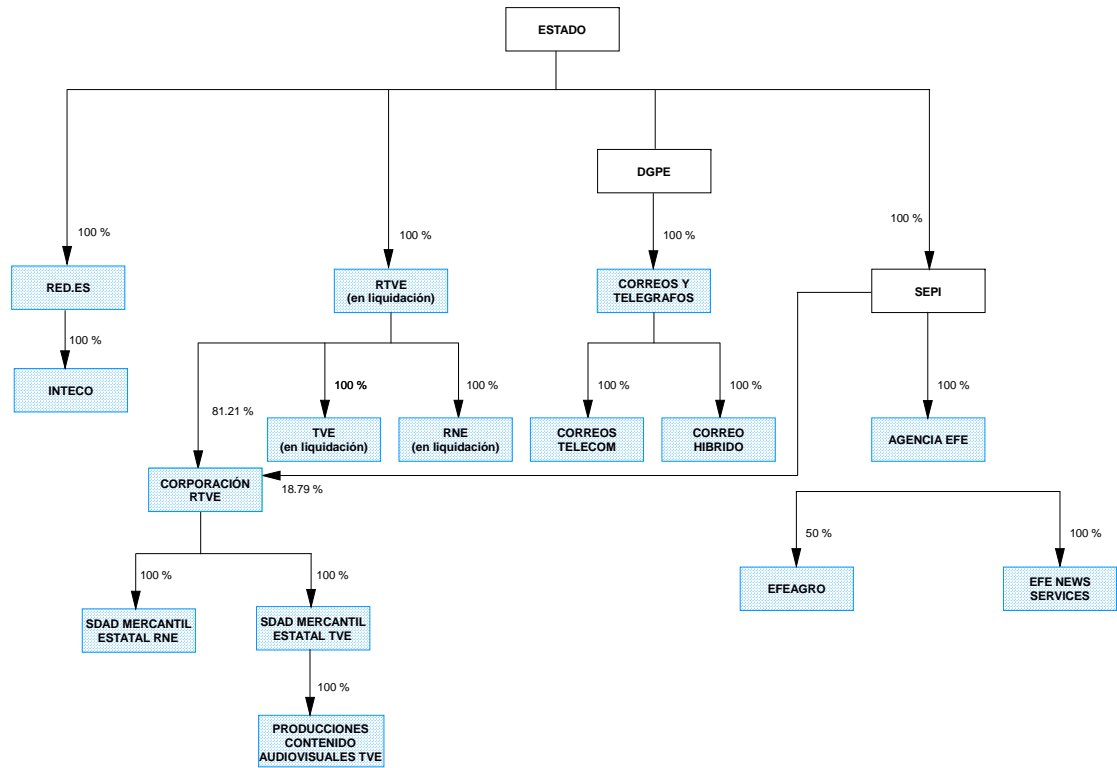 ESTADO
DGPE
100 %
100 %
100 %
100 %
RED.ES
RTVE
(en liquidación)
CORREOS Y
TELEGRAFOS
SEPI
100 %
INTECO
81.21 %
100 %
100 %
100 %
100 %
100 %
TVE
(en liquidación)
RNE
(en liquidación)
CORREOS
TELECOM
CORREO
HIBRIDO
AGENCIA EFE
CORPORACIÓN
RTVE
18.79 %
50 %
100 %
EFEAGRO
EFE NEWS
SERVICES
100 %
100 %
SDAD MERCANTIL
ESTATAL RNE
SDAD MERCANTIL
ESTATAL TVE
100 %
PRODUCCIONES
CONTENIDO
AUDIOVISUALES TVE